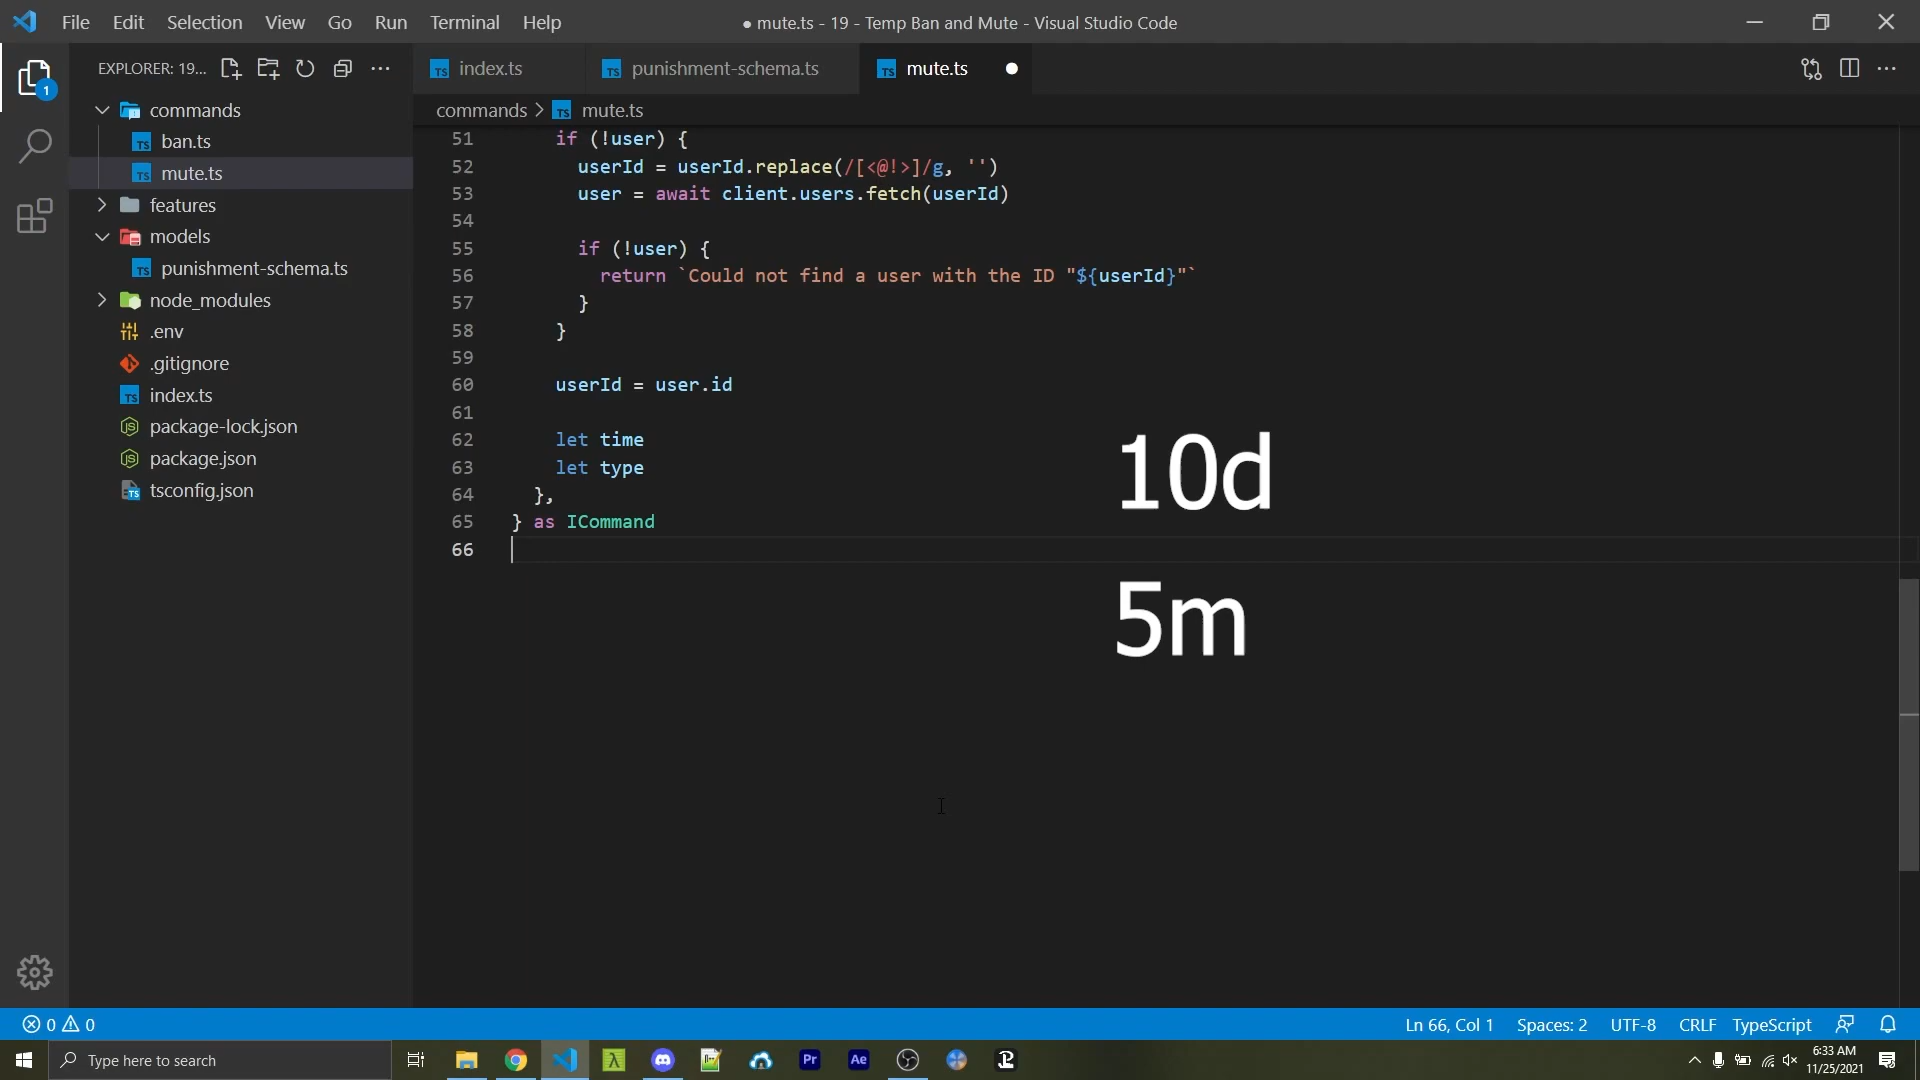 File Edit Selection View Go Run Terminal Help
● mute.ts - 19 - Temp Ban and Mute - Visual Studio Code
EXPLORER: 19...
index.ts
punishment-schema.ts
mute.ts
commands > mute.ts
1
commands
ban.ts
mute.ts
features
models
punishment-schema.ts
node_modules
.env
.gitignore
index.ts
package-lock.json
package.json
tsconfig.json
51 if (!user) {
52 userId = userId.replace(/[<@!>]/g, '')
53 user = await client.users.fetch(userId)
54
55 if (!user) {
56 return `Could not find a user with the ID "${userId}"`
57 }
58 }
59
60 userId = user.id
61
62 let time
63 let type
64 },
65 } as ICommand
66
10d
5m
0 0
Ln 66, Col 1 Spaces: 2 UTF-8 CRLF TypeScript
Type here to search
Pr
Ae
6:33 AM
11/25/2021